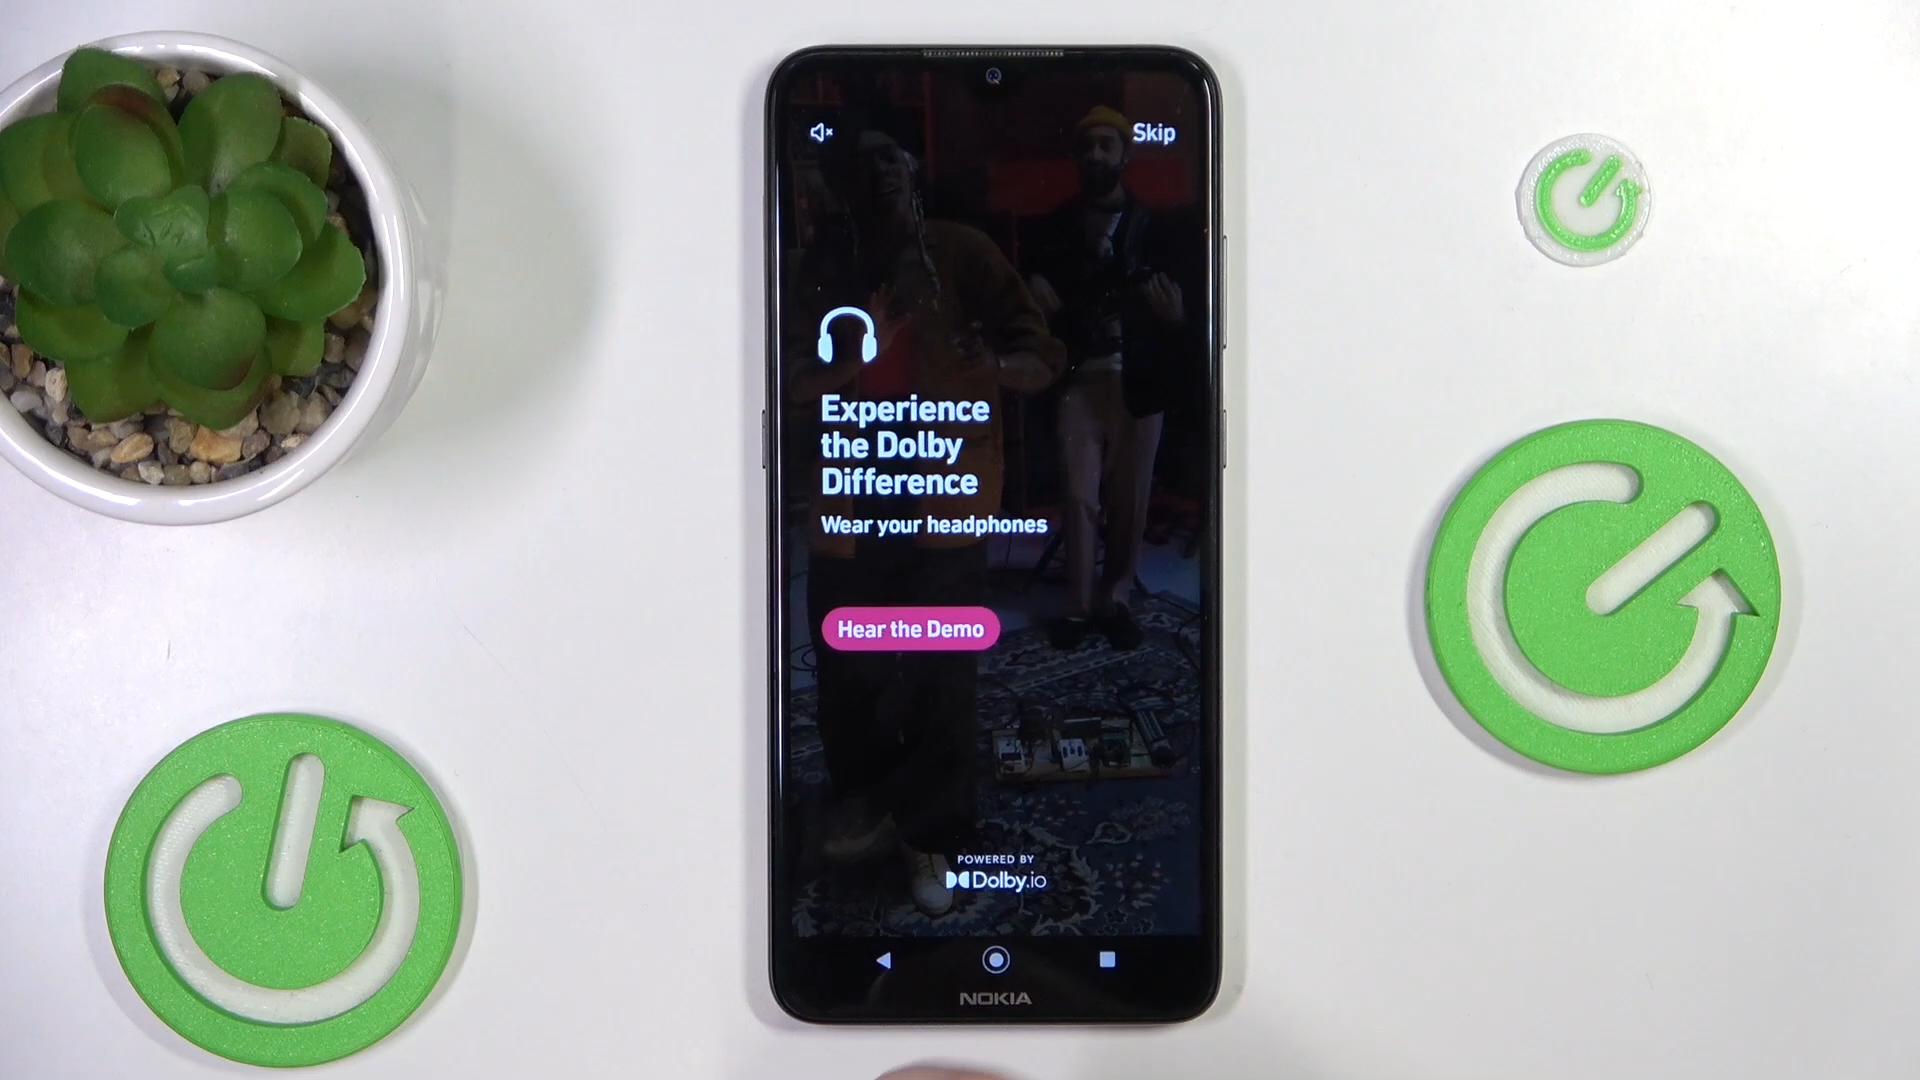 Skip
Experience
the Dolby
Difference
Wear your headphones
Hear the Demo
POWERED BY
Dolby.io
NOKIA